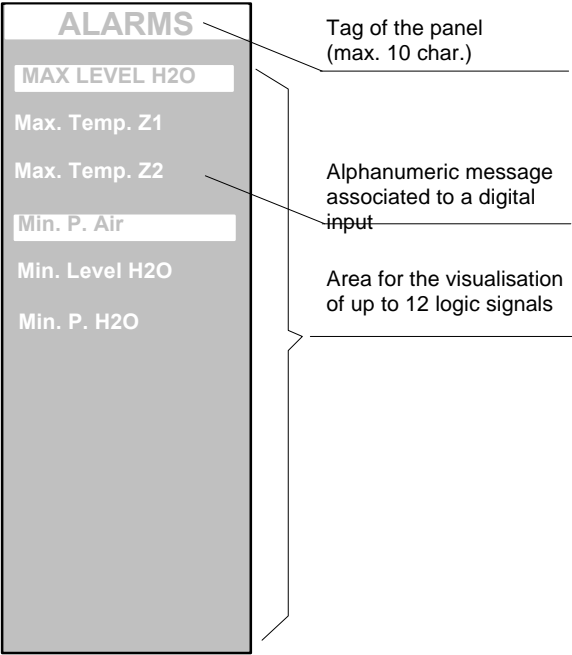 ALARMS
MAX LEVEL H2O
Max. Temp. Z1
Max. Temp. Z2
Min. P. Air
Min. Level H2O
Min. P. H2O
Tag of the panel
(max. 10 char.)
Alphanumeric message
associated to a digital
input
Area for the visualisation
of up to 12 logic signals